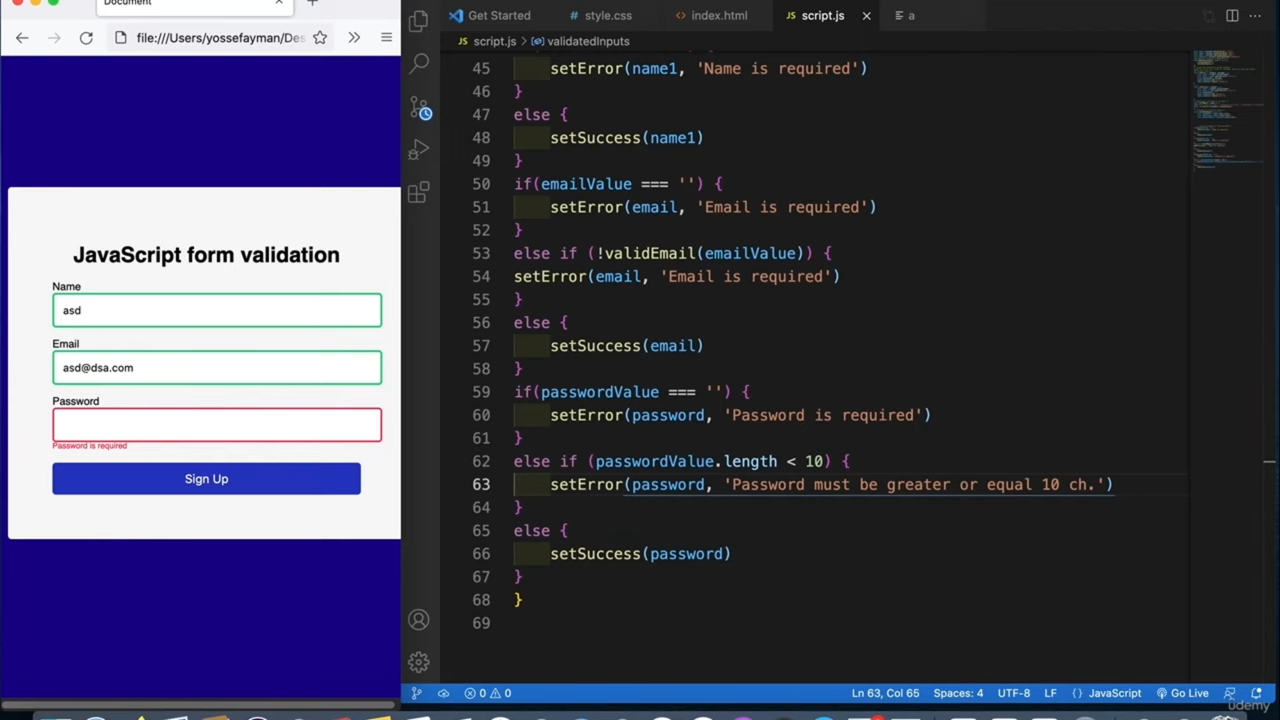 Document
file:///Users/yossefayman/Des
JavaScript form validation
Name
asd
Email
asd@dsa.com
Password
Password is required
Sign Up
Get Started
style.css
index.html
script.js
a
script.js > validatedInputs
45 setError(name1, 'Name is required')
46 }
47 else {
48 setSuccess(name1)
49 }
50 if(emailValue === '') {
51 setError(email, 'Email is required')
52 }
53 else if (!validEmail(emailValue)) {
54 setError(email, 'Email is required')
55 }
56 else {
57 setSuccess(email)
58 }
59 if(passwordValue === '') {
60 setError(password, 'Password is required')
61 }
62 else if (passwordValue.length < 10) {
63 setError(password, 'Password must be greater or equal 10 ch.')
64 }
65 else {
66 setSuccess(password)
67 }
68 }
69
0 0
Ln 63, Col 65 Spaces: 4 UTF-8 LF {} JavaScript Go Live
udemy